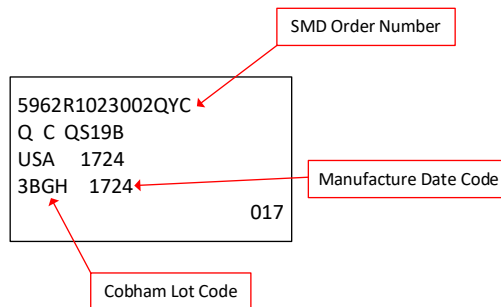 SMD Order Number
5962R1023002QYC
Q C QS19B
USA 1724
3BGH 1724
Manufacture Date Code
017
Cobham Lot Code